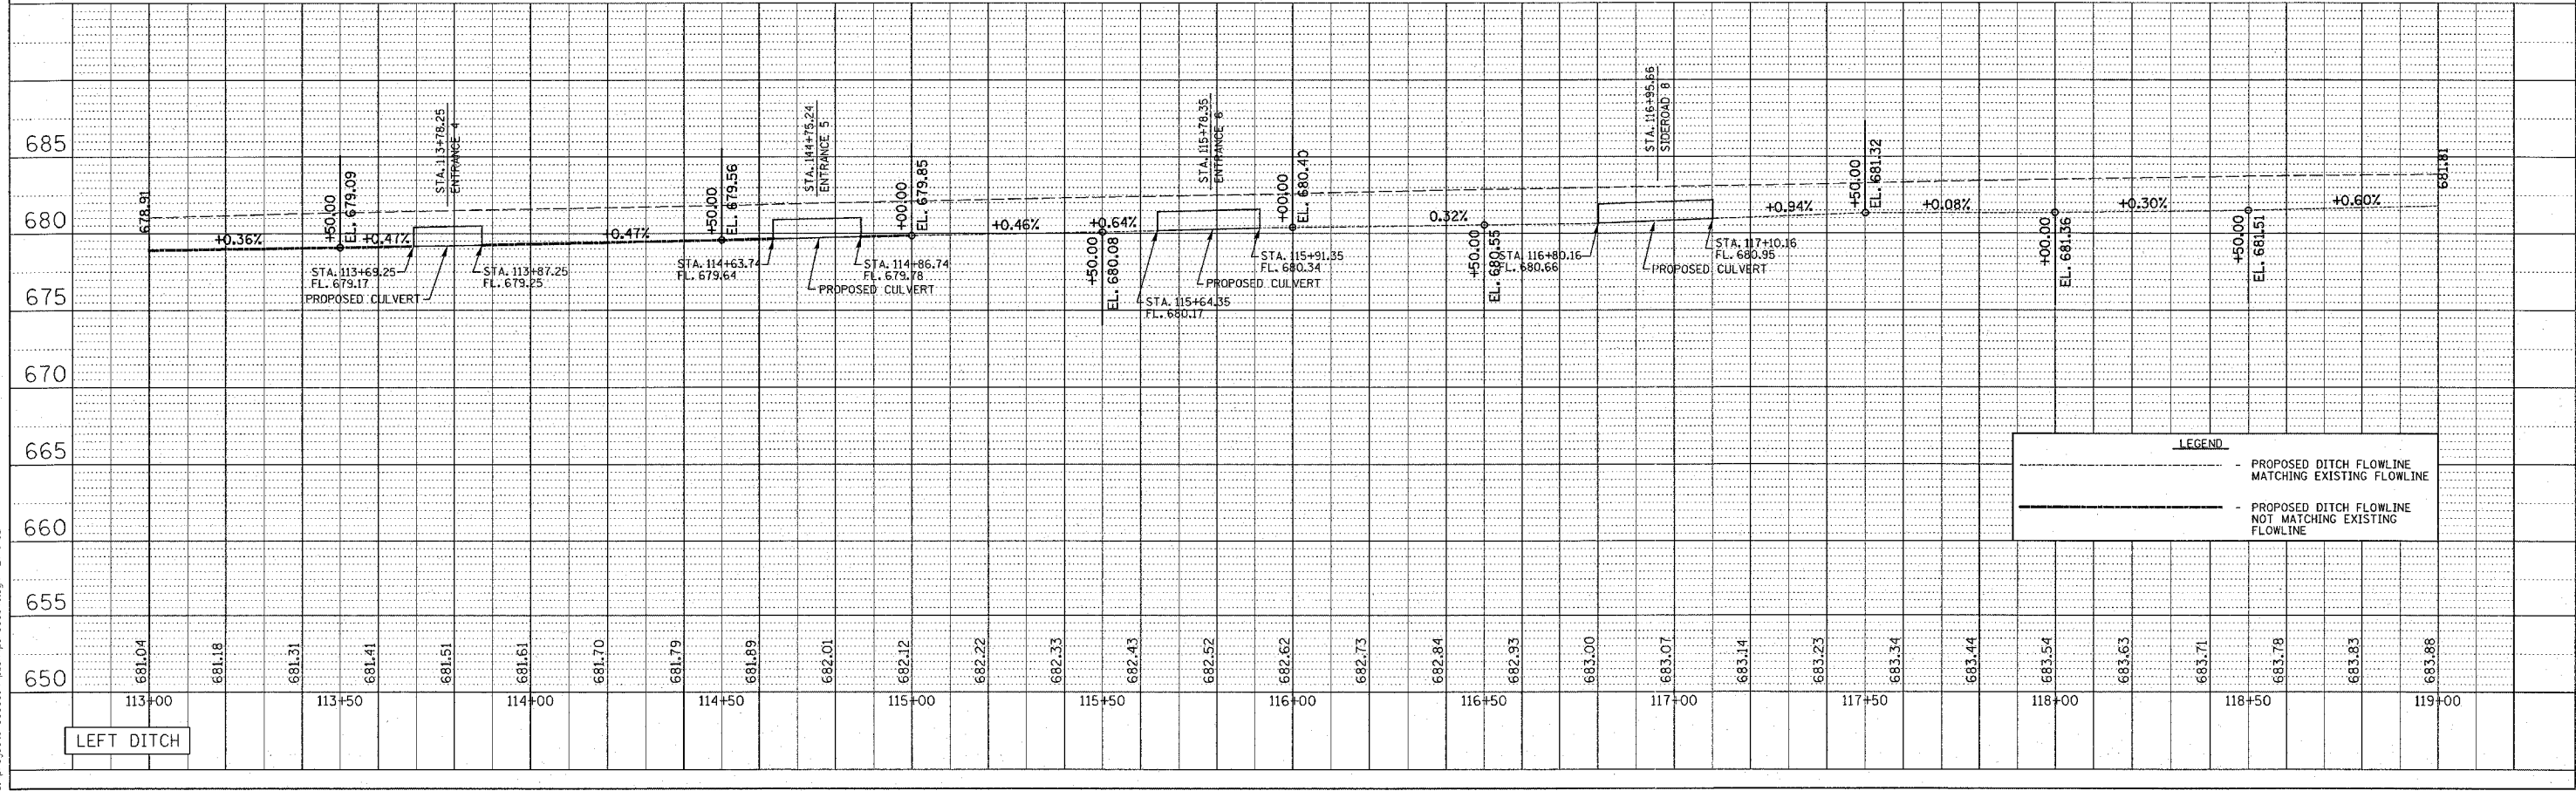 685
680
675
670
665
660
655
650
678.91
+0.36%
+50.00
EL. 679.09
+0.47%
STA. 113+78.25
ENTRANCE 4
STA. 113+69.25
FL. 679.17
PROPOSED CULVERT
STA. 113+87.25
FL. 679.25
+0.47%
+50.00
EL. 679.56
STA. 144+75.24
ENTRANCE 5
STA. 114+63.74
FL. 679.64
STA. 114+86.74
FL. 679.78
PROPOSED CULVERT
+00.00
EL. 679.85
+0.46%
+50.00
EL. 680.08
+0.64%
STA. 115+78.35
ENTRANCE 6
STA. 115+64.35
FL. 680.17
STA. 115+91.35
FL. 680.34
PROPOSED CULVERT
+00.00
EL. 680.40
0.32%
+50.00
EL. 680.55
STA. 116+95.66
SIDEROAD 8
STA. 116+80.16
FL. 680.66
STA. 117+10.16
FL. 680.95
PROPOSED CULVERT
+0.94%
+50.00
EL. 681.32
+0.08%
+00.00
EL. 681.36
+0.30%
+50.00
EL. 681.51
+0.60%
681.81
LEGEND
- PROPOSED DITCH FLOWLINE
MATCHING EXISTING FLOWLINE
- PROPOSED DITCH FLOWLINE
NOT MATCHING EXISTING
FLOWLINE
681.04 681.18 681.31 681.41 681.51 681.61 681.70 681.79 681.89 682.01 682.12 682.22 682.33 682.43 682.52 682.62 682.73 682.84 682.93 683.00 683.07 683.14 683.23 683.34 683.44 683.54 683.63 683.71 683.78 683.83 683.88
113+00 113+50 114+00 114+50 115+00 115+50 116+00 116+50 117+00 117+50 118+00 118+50 119+00
LEFT DITCH